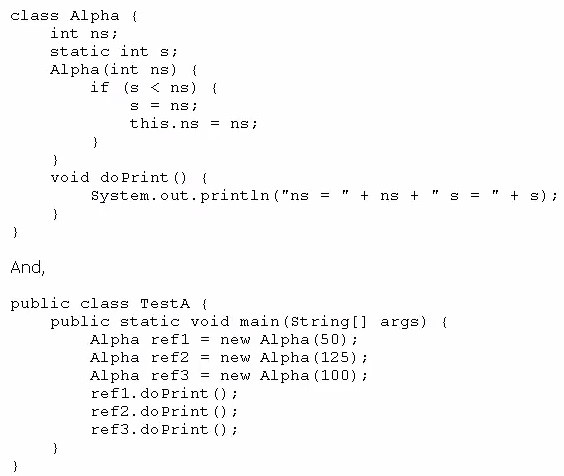 class Alpha {
    int ns;
    static int s;
    Alpha(int ns) {
        if (s < ns) {
            s = ns;
            this.ns = ns;
        }
    }
    void doPrint() {
        System.out.println("ns = " + ns + " s = " + s);
    }
}
And,
public class TestA {
    public static void main(String[] args) {
        Alpha ref1 = new Alpha(50);
        Alpha ref2 = new Alpha(125);
        Alpha ref3 = new Alpha(100);
        ref1.doPrint();
        ref2.doPrint();
        ref3.doPrint();
    }
}